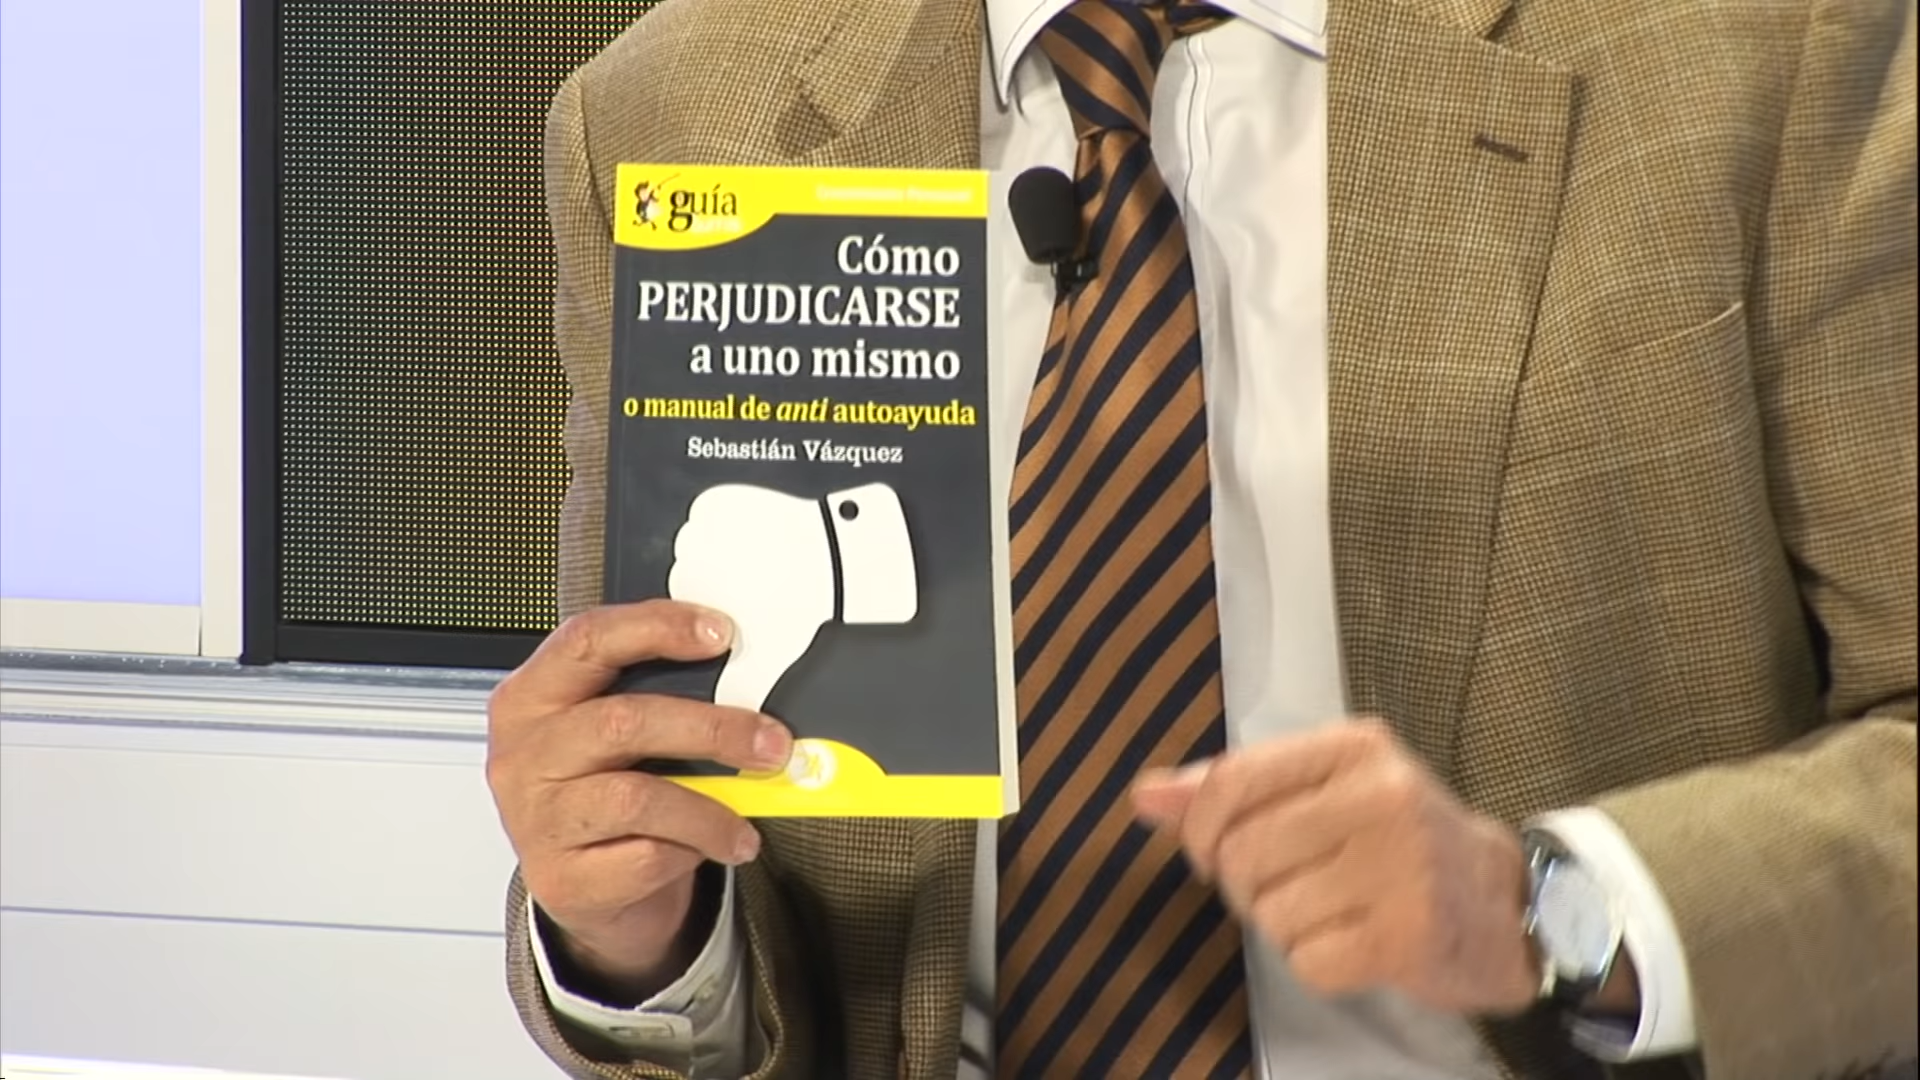 guía
Cómo
PERJUDICARSE
a uno mismo
o manual de anti autoayuda
Sebastián Vázquez